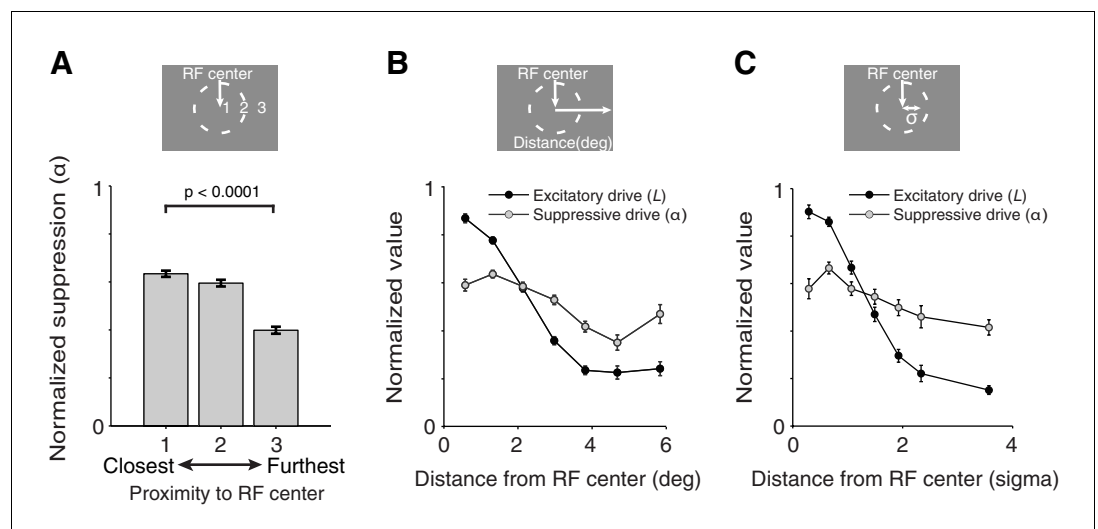 A
RF center
1 2 3
Normalized suppression (α)
1
0
p < 0.0001
1 2 3
Closest Furthest
Proximity to RF center
B
RF center
Distance(deg)
Excitatory drive (L)
Suppressive drive (α)
Normalized value
1
0
0 2 4 6
Distance from RF center (deg)
C
RF center
σ
Excitatory drive (L)
Suppressive drive (α)
Normalized value
1
0
0 2 4
Distance from RF center (sigma)